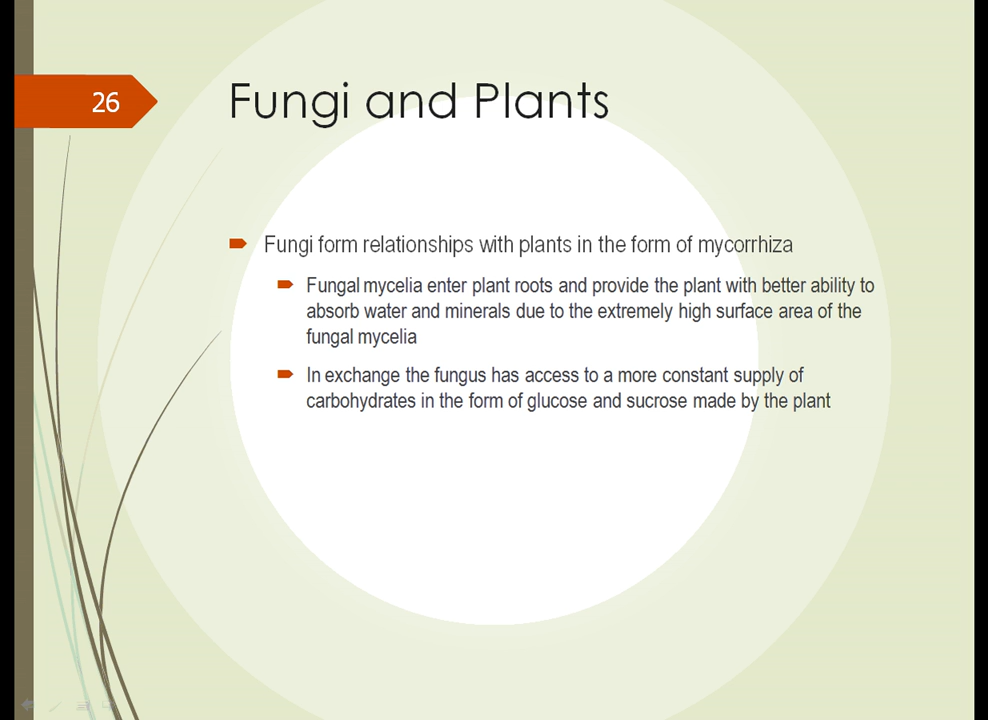 26
Fungi and Plants
Fungi form relationships with plants in the form of mycorrhiza
Fungal mycelia enter plant roots and provide the plant with better ability to
absorb water and minerals due to the extremely high surface area of the
fungal mycelia
In exchange the fungus has access to a more constant supply of
carbohydrates in the form of glucose and sucrose made by the plant